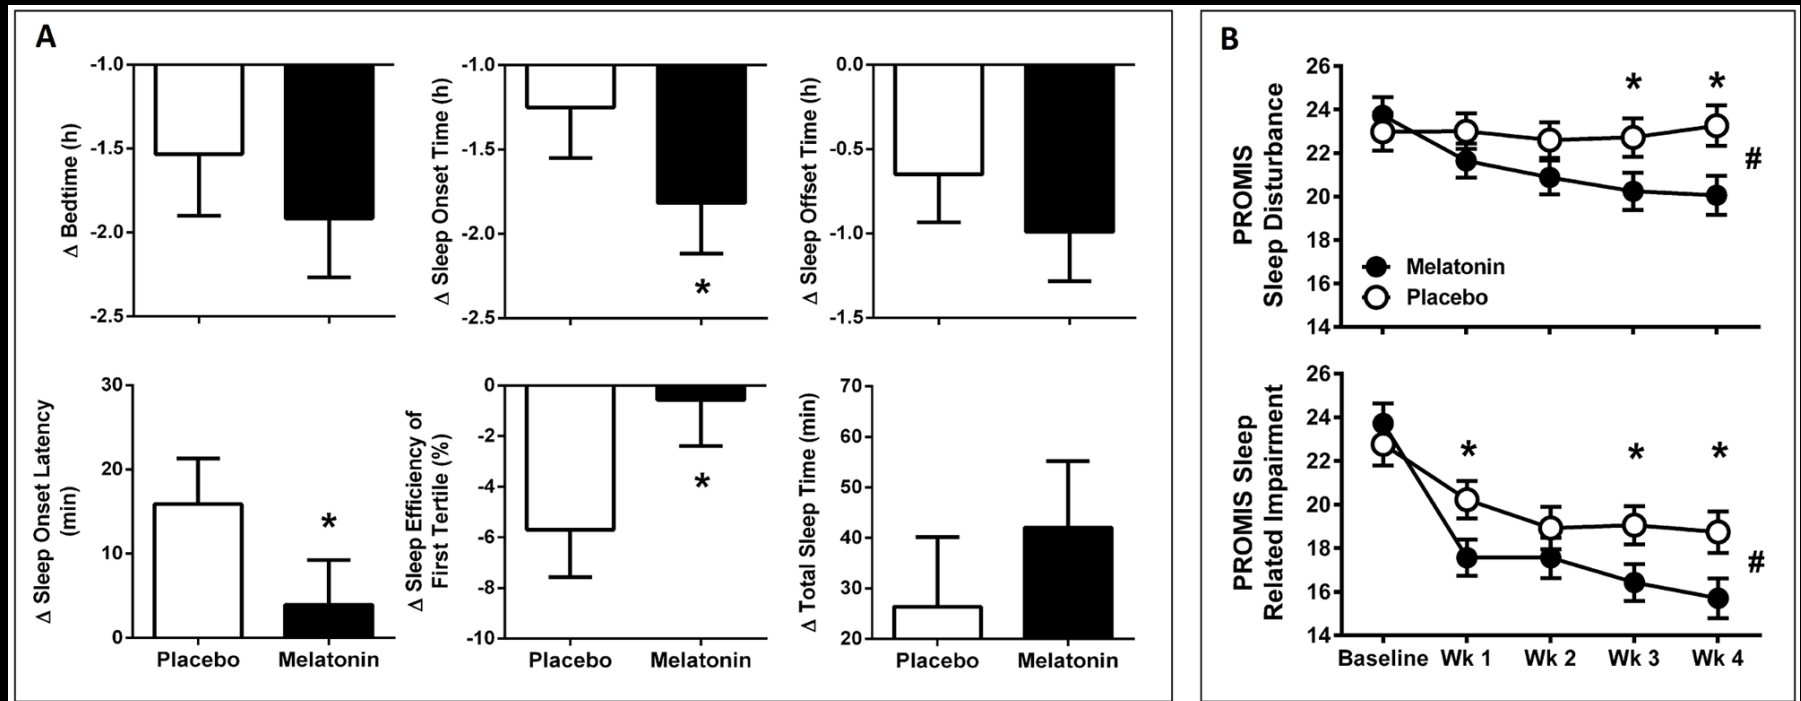 A
-1.0
-1.5
-2.0
-2.5
Δ Bedtime (h)
-1.0
-1.5
-2.0
-2.5
Δ Sleep Onset Time (h)
*
0.0
-0.5
-1.0
-1.5
Δ Sleep Offset Time (h)
30
20
10
0
Δ Sleep Onset Latency
(min)
*
Placebo Melatonin
0
-2
-4
-6
-8
-10
Δ Sleep Efficiency of
First Tertile (%)
*
Placebo Melatonin
70
60
50
40
30
20
Δ Total Sleep Time (min)
Placebo Melatonin
B
26
24
22
20
18
16
14
PROMIS
Sleep Disturbance
* *
#
Melatonin
Placebo
26
24
22
20
18
16
14
PROMIS Sleep
Related Impairment
* * *
#
Baseline Wk 1 Wk 2 Wk 3 Wk 4